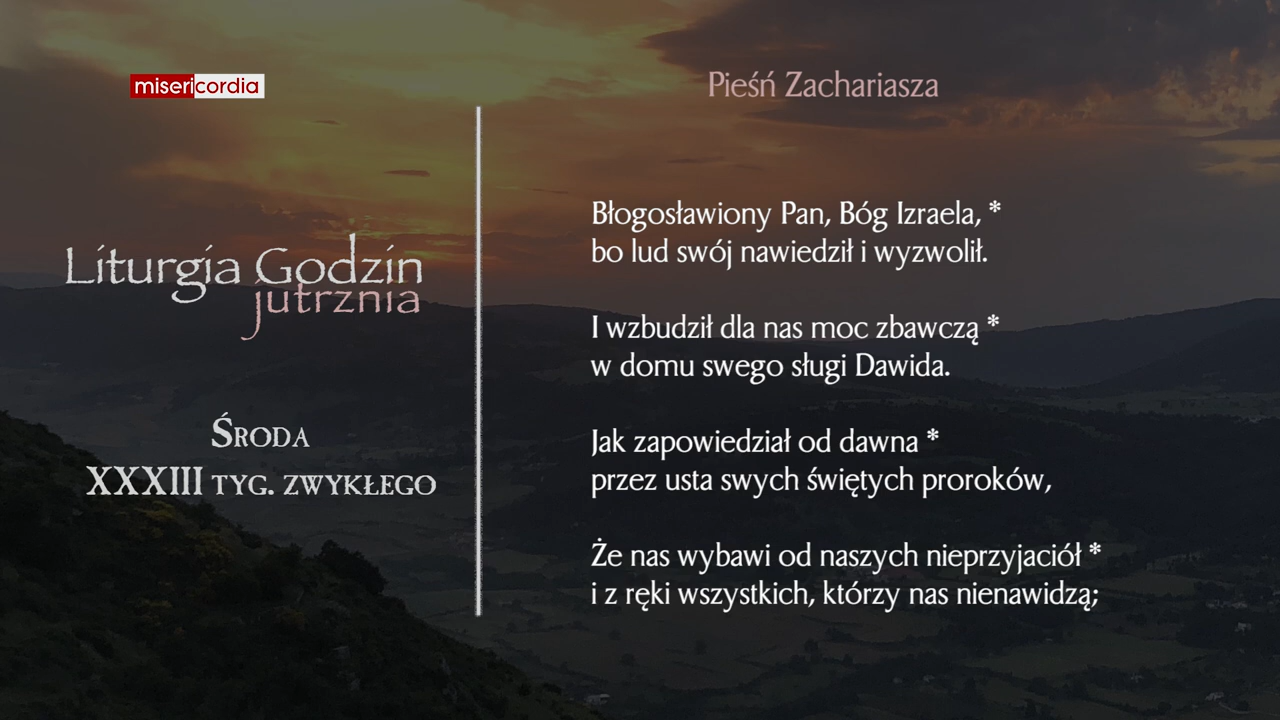 misericordia
Liturgia Godzin
jutrznia
Środa
XXXIII tyg. zwykłego
Pieśń Zachariasza
Błogosławiony Pan, Bóg Izraela, *
bo lud swój nawiedził i wyzwolił.
I wzbudził dla nas moc zbawczą *
w domu swego sługi Dawida.
Jak zapowiedział od dawna *
przez usta swych świętych proroków,
Że nas wybawi od naszych nieprzyjaciół *
i z ręki wszystkich, którzy nas nienawidzą;